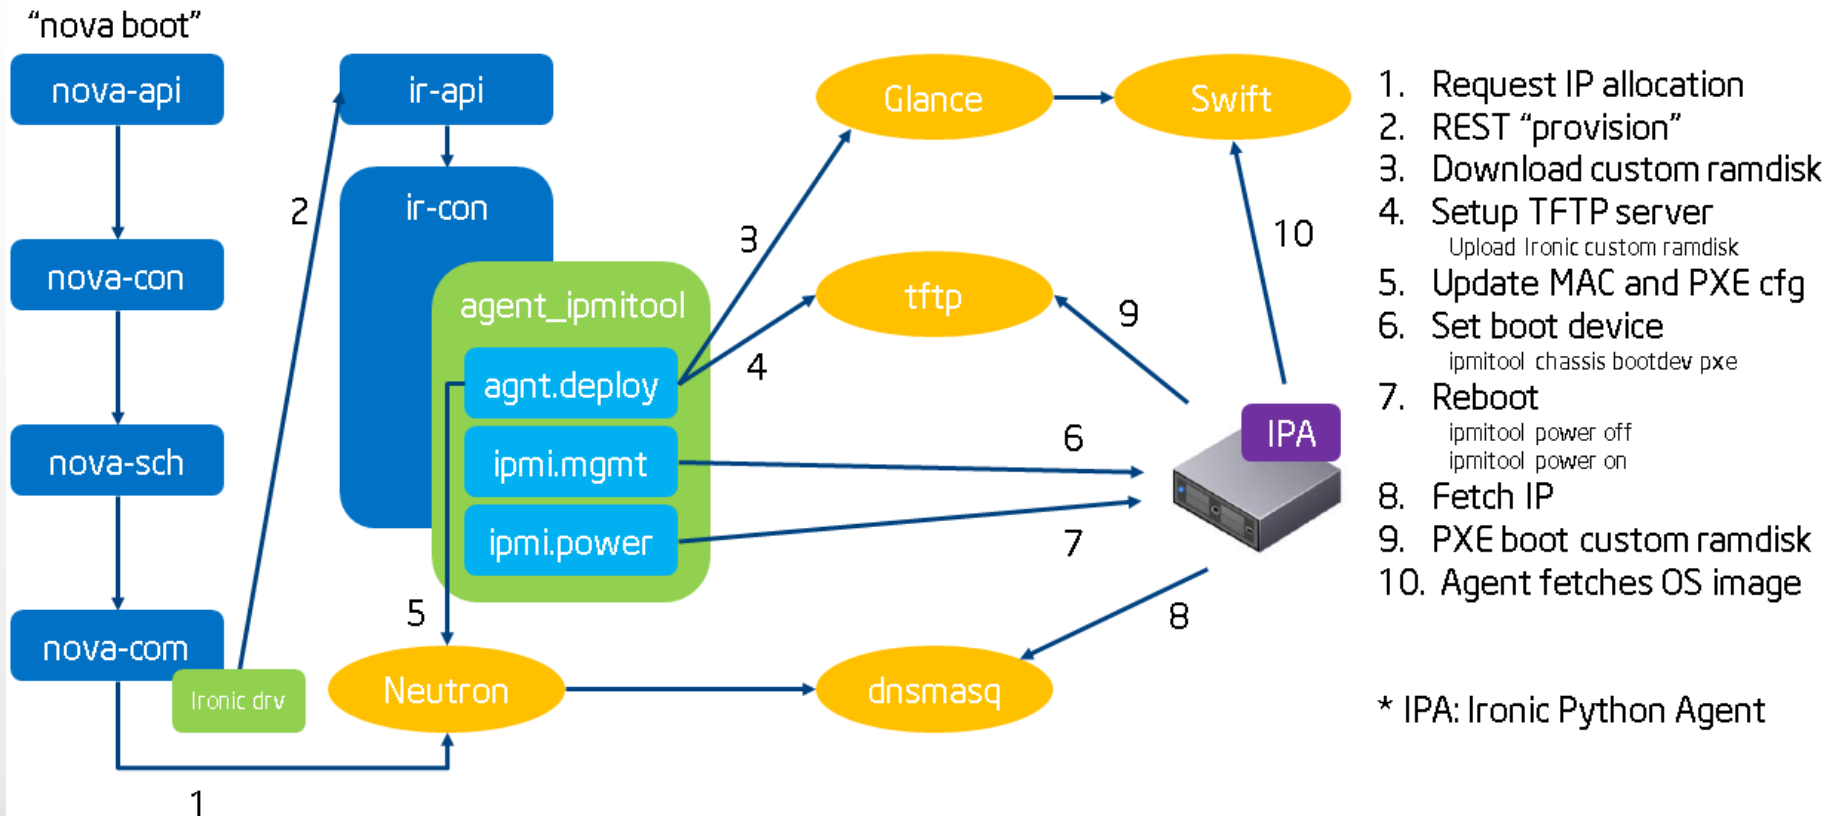 “nova boot”
nova-api
nova-con
nova-sch
nova-com
Ironic drv
1
2
ir-api
ir-con
agent_ipmitool
agnt.deploy
ipmi.mgmt
ipmi.power
3
4
5
6
7
8
9
10
Glance
Swift
tftp
IPA
Neutron
dnsmasq
1. Request IP allocation
2. REST “provision”
3. Download custom ramdisk
4. Setup TFTP server
Upload Ironic custom ramdisk
5. Update MAC and PXE cfg
6. Set boot device
ipmitool chassis bootdev pxe
7. Reboot
ipmitool power off
ipmitool power on
8. Fetch IP
9. PXE boot custom ramdisk
10. Agent fetches OS image
* IPA: Ironic Python Agent